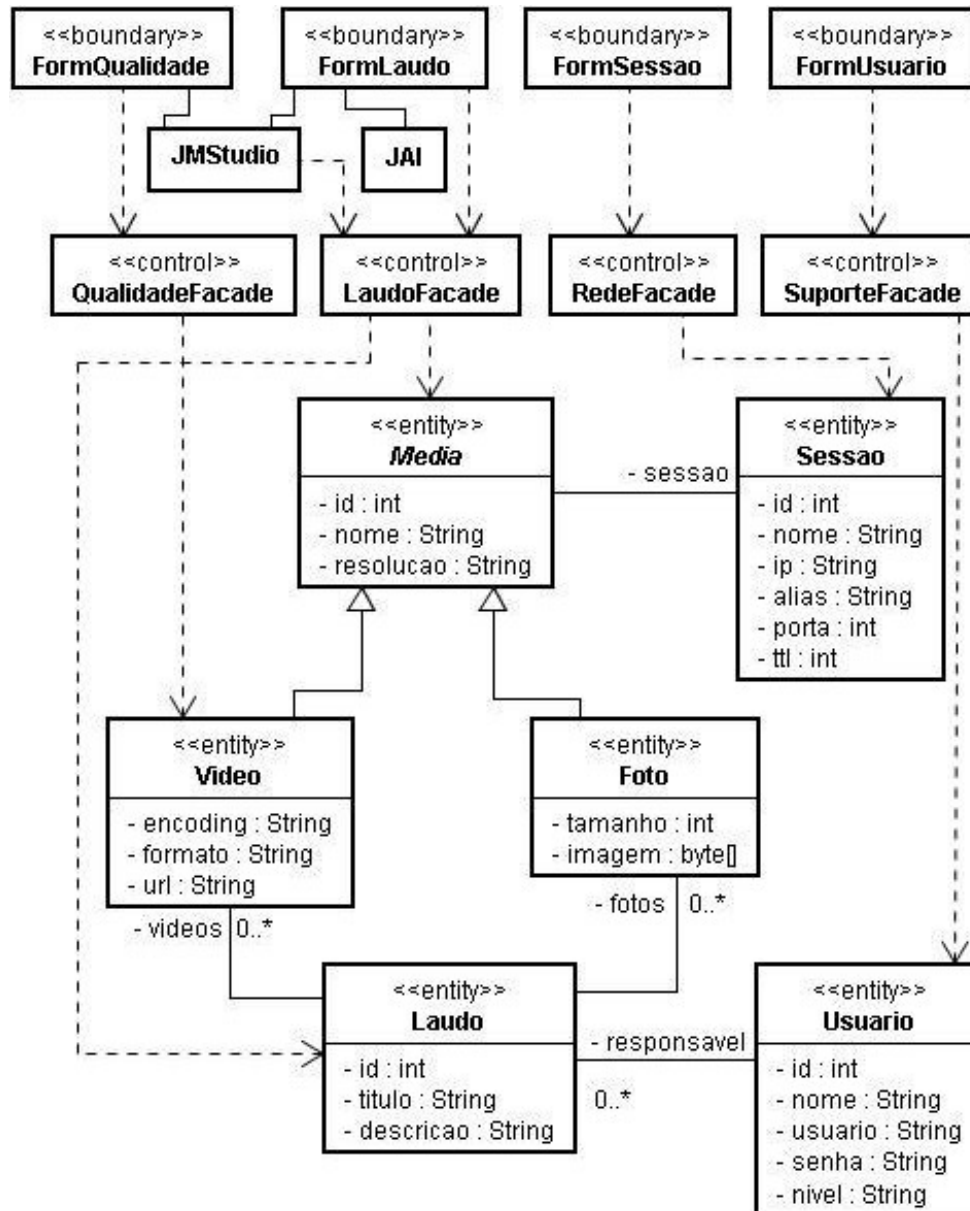 <<boundary>>
FormQualidade
<<boundary>>
FormLaudo
<<boundary>>
FormSessao
<<boundary>>
FormUsuario
JMStudio
JAI
<<control>>
QualidadeFacade
<<control>>
LaudoFacade
<<control>>
RedeFacade
<<control>>
SuporteFacade
<<entity>>
Media
- id : int
- nome : String
- resolucao : String
- sessao
<<entity>>
Sessao
- id : int
- nome : String
- ip : String
- alias : String
- porta : int
- ttl : int
<<entity>>
Video
- encoding : String
- formato : String
- url : String
<<entity>>
Foto
- tamanho : int
- imagem : byte[]
- videos 0..*
- fotos 0..*
<<entity>>
Laudo
- id : int
- titulo : String
- descricao : String
- responsavel
0..*
<<entity>>
Usuario
- id : int
- nome : String
- usuario : String
- senha : String
- nivel : String